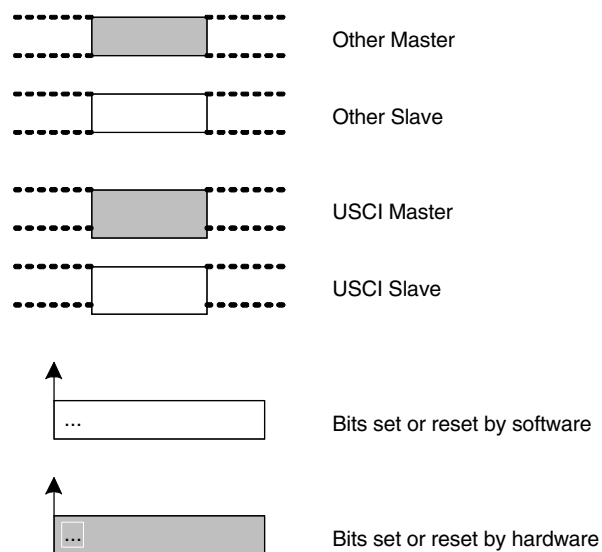 Other Master
Other Slave
USCI Master
USCI Slave
...
Bits set or reset by software
...
Bits set or reset by hardware